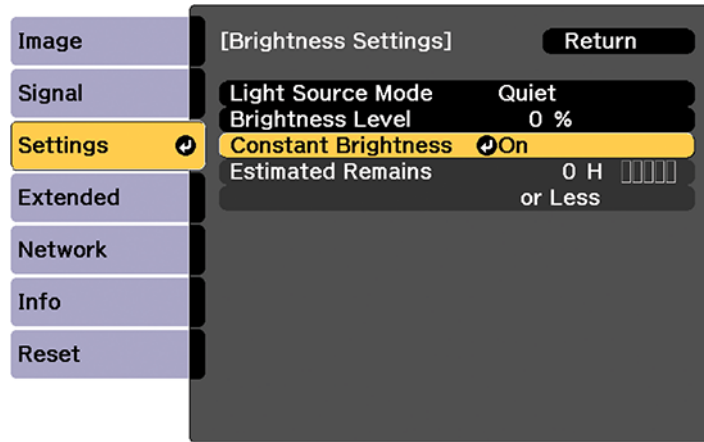 Image
Signal
Settings
Extended
Network
Info
Reset
[Brightness Settings] Return
Light Source Mode Quiet
Brightness Level 0 %
Constant Brightness On
Estimated Remains 0 H
or Less